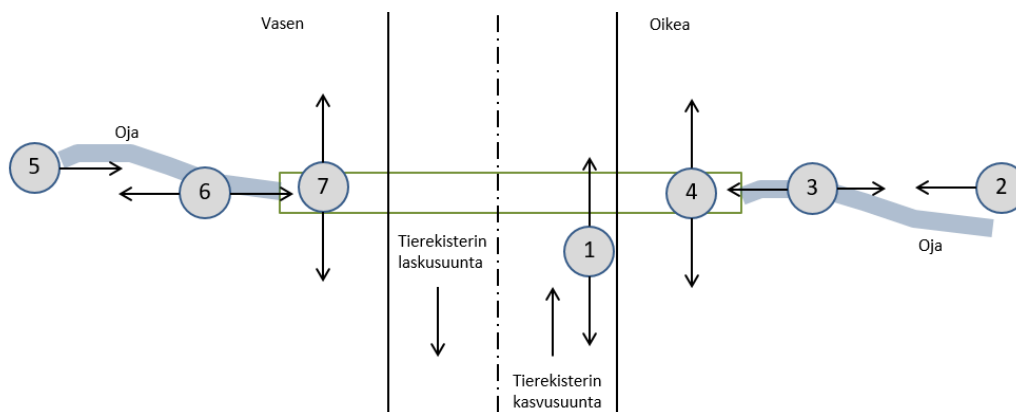 Vasen
Oikea
Oja
5
6
7
4
3
2
1
Oja
Tierekisterin
laskusuunta
Tierekisterin
kasvusuunta